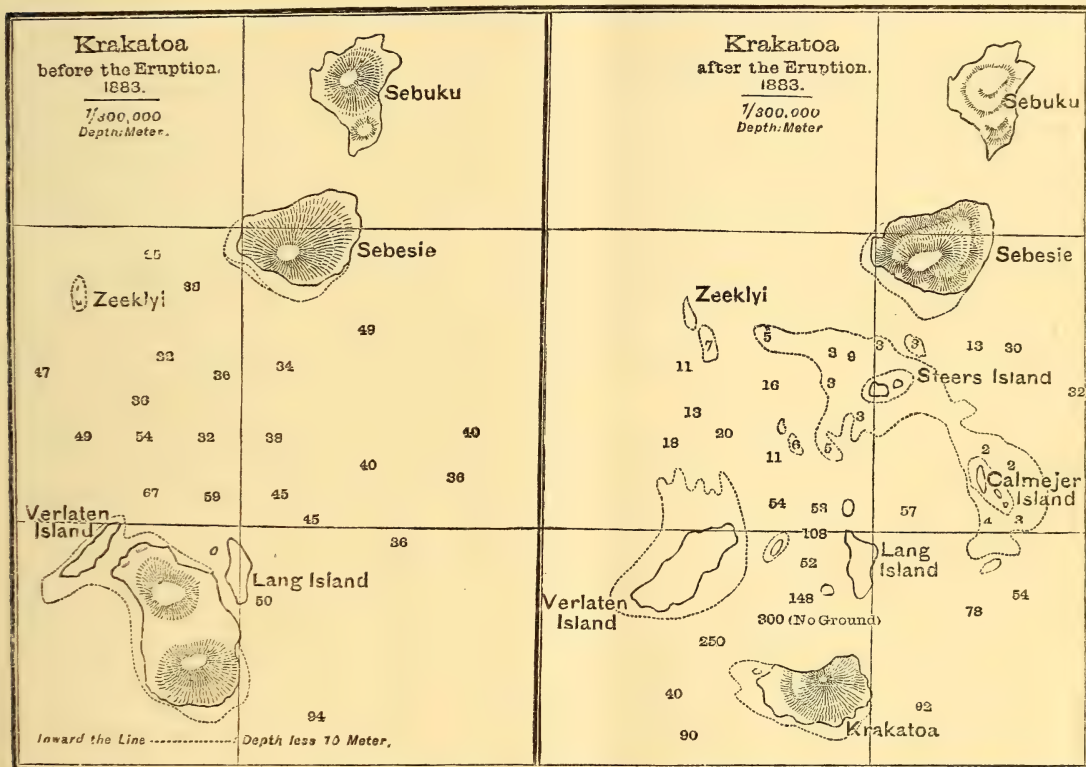 Krakatoa
before the Eruption.
1883.
1/300,000
Depth: Meter.
Sebuku
Sebesie
Zeeklyi
49
34
47
36
36
49
54
32
38
40
40
36
67
59
45
45
Verlaten
Island
36
Lang Island
50
94
Inward the Line ------------ Depth less 10 Meter.
Krakatoa
after the Eruption.
1883.
1/300,000
Depth: Meter
Sebuku
Sebesie
Zeeklyi
5
7
3
9
3
3
13
30
11
Steers Island
16
3
32
13
3
18
20
6
5
11
2
2
Calmejer
Island
54
57
4
3
108
52
Lang
Island
Verlaten
Island
148
54
78
300 (No Ground)
250
40
90
Krakatoa